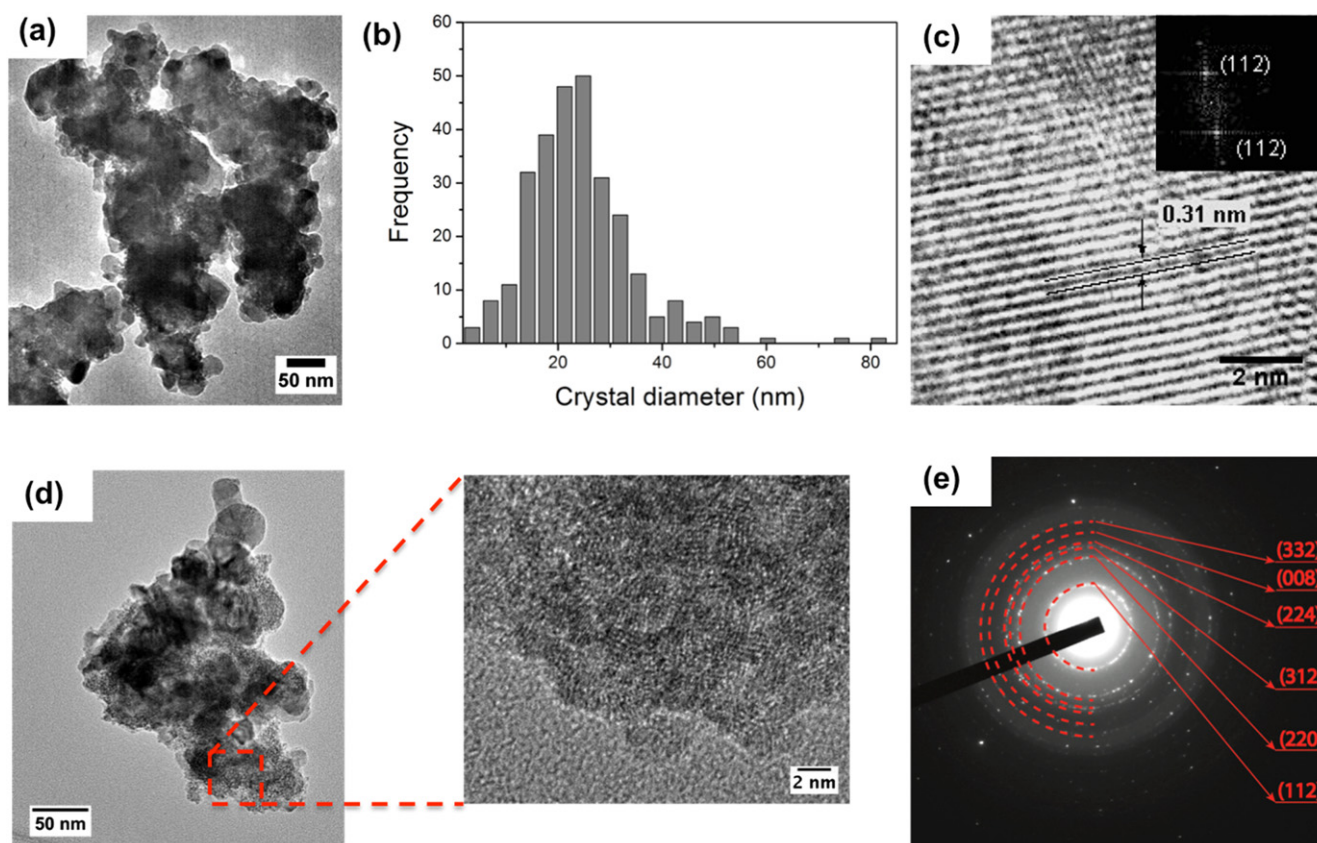 (a)
50 nm
(b)
Frequency
60
50
40
30
20
10
0
20
40
60
80
Crystal diameter (nm)
(c)
(112)
(112)
0.31 nm
2 nm
(d)
50 nm
2 nm
(e)
(332)
(008)
(224)
(312)
(220)
(112)